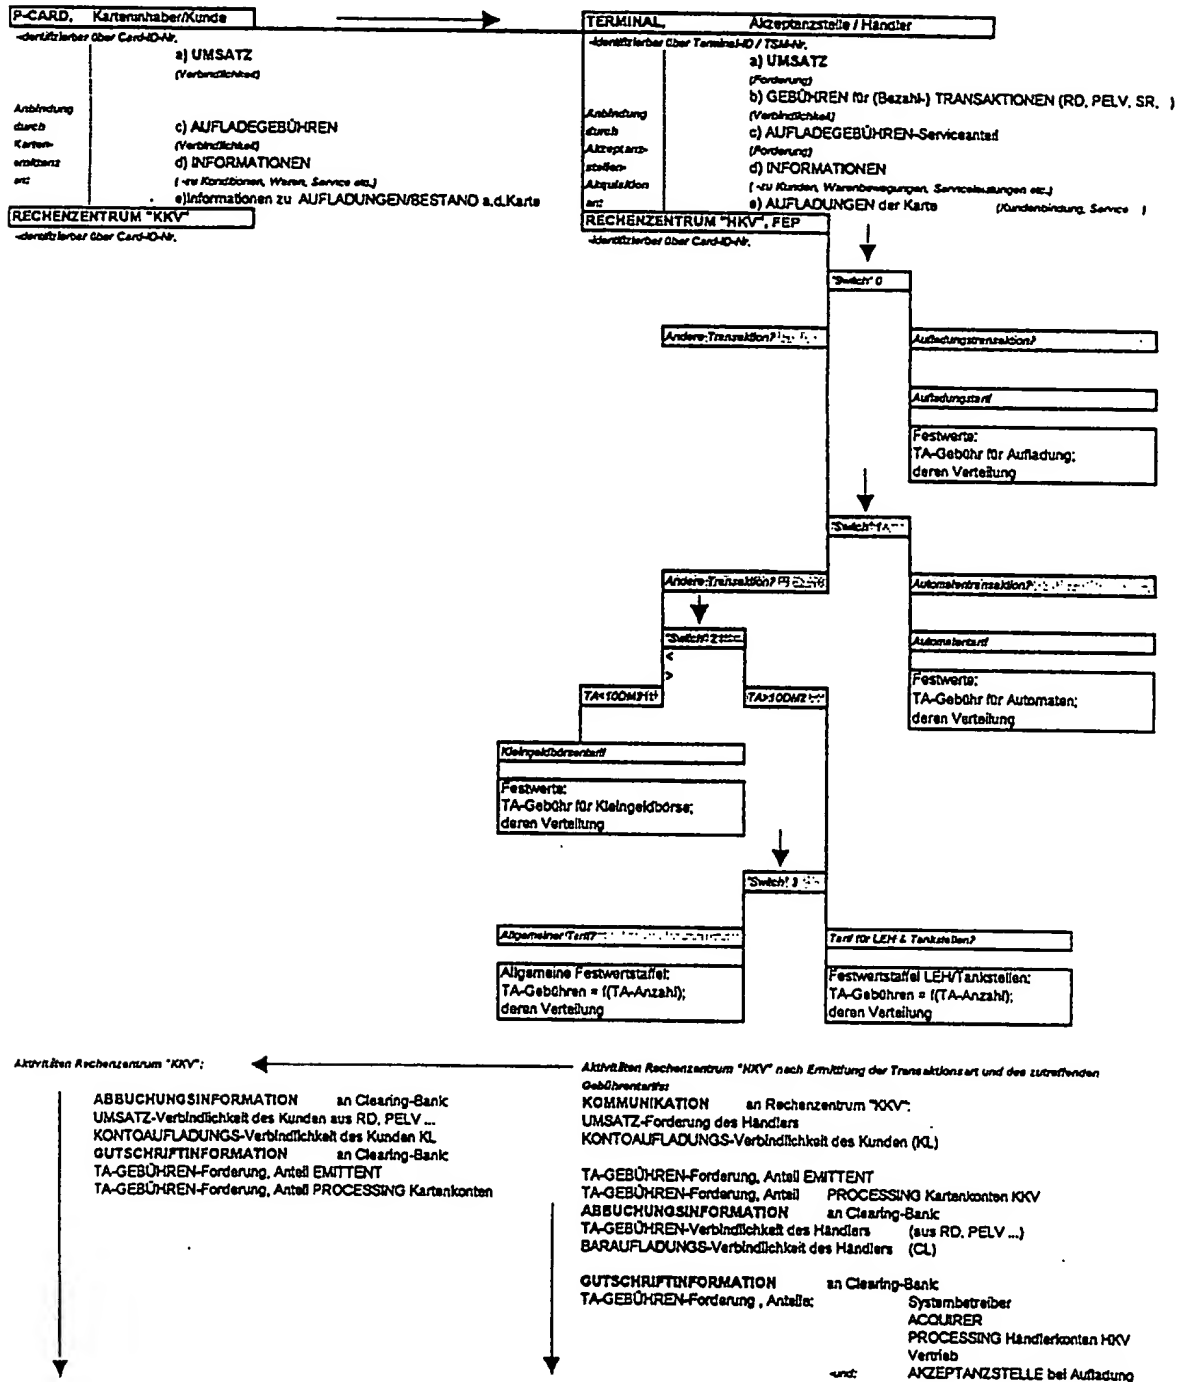 P-CARD, Karteninhaber/Kunde
-identifizierbar über Card-ID-Nr.
a) UMSATZ
(Verbindlichkeit)
Anbindung
durch
c) AUFLADEGEBÜHREN
Karten-
(Verbindlichkeit)
emittenz
d) INFORMATIONEN
an:
(-zu Konditionen, Waren, Service etc.)
e)Informationen zu AUFLADUNGEN/BESTAND a.d.Karte
RECHENZENTRUM "KKV"
-identifizierbar über Card-ID-Nr.
TERMINAL, Akzeptanzstelle / Händler
-identifizierbar über Terminal-ID / TSM-Nr.
a) UMSATZ
(Forderung)
b) GEBÜHREN für (Bezahl-) TRANSAKTIONEN (RD, PELV, SR, )
Anbindung
(Verbindlichkeit)
durch
c) AUFLADEGEBÜHREN-Serviceanteil
Akzeptanz-
(Forderung)
stellen-
d) INFORMATIONEN
Akquisition
(-zu Kunden, Warenbewegungen, Serviceleistungen etc.)
an:
e) AUFLADUNGEN der Karte (Kundenbindung, Service )
RECHENZENTRUM "HKV", FEP
-identifizierbar über Card-ID-Nr.
"Switch" 0
Andere Transaktion?
Aufladungstransaktion?
Aufladungstarif
Festwerte:
TA-Gebühr für Aufladung;
deren Verteilung
"Switch" 1
Andere Transaktion?
Automatentransaktion?
"Switch" 2
<
>
Automatentarif
Festwerte:
TA-Gebühr für Automaten;
deren Verteilung
TA<10DM?
TA>10DM?
Kleingeldbörsentarif
Festwerte:
TA-Gebühr für Kleingeldbörse;
deren Verteilung
"Switch" 3
Allgemeiner Tarif?
Tarif für LEH & Tankstellen?
Allgemeine Festwertstaffel:
TA-Gebühren = f(TA-Anzahl);
deren Verteilung
Festwertstaffel LEH/Tankstellen:
TA-Gebühren = f(TA-Anzahl);
deren Verteilung
Aktivitäten Rechenzentrum "KKV":
ABBUCHUNGSINFORMATION an Clearing-Bank:
UMSATZ-Verbindlichkeit des Kunden aus RD, PELV ...
KONTOAUFLADUNGS-Verbindlichkeit des Kunden KL
GUTSCHRIFTINFORMATION an Clearing-Bank:
TA-GEBÜHREN-Forderung, Anteil EMITTENT
TA-GEBÜHREN-Forderung, Anteil PROCESSING Kartenkonten
Aktivitäten Rechenzentrum "HKV" nach Ermittlung der Transaktionsart und des zutreffenden
Gebührentarifs:
KOMMUNIKATION an Rechenzentrum "KKV":
UMSATZ-Forderung des Händlers
KONTOAUFLADUNGS-Verbindlichkeit des Kunden (KL)
TA-GEBÜHREN-Forderung, Anteil EMITTENT
TA-GEBÜHREN-Forderung, Anteil PROCESSING Kartenkonten KKV
ABBUCHUNGSINFORMATION an Clearing-Bank:
TA-GEBÜHREN-Verbindlichkeit des Händlers (aus RD, PELV ...)
BARAUFLADUNGS-Verbindlichkeit des Händlers (CL)
GUTSCHRIFTINFORMATION an Clearing-Bank:
TA-GEBÜHREN-Forderung , Anteile: Systembetreiber
ACQUIRER
PROCESSING Händlerkonten HKV
Vertrieb
-und: AKZEPTANZSTELLE bei Aufladung